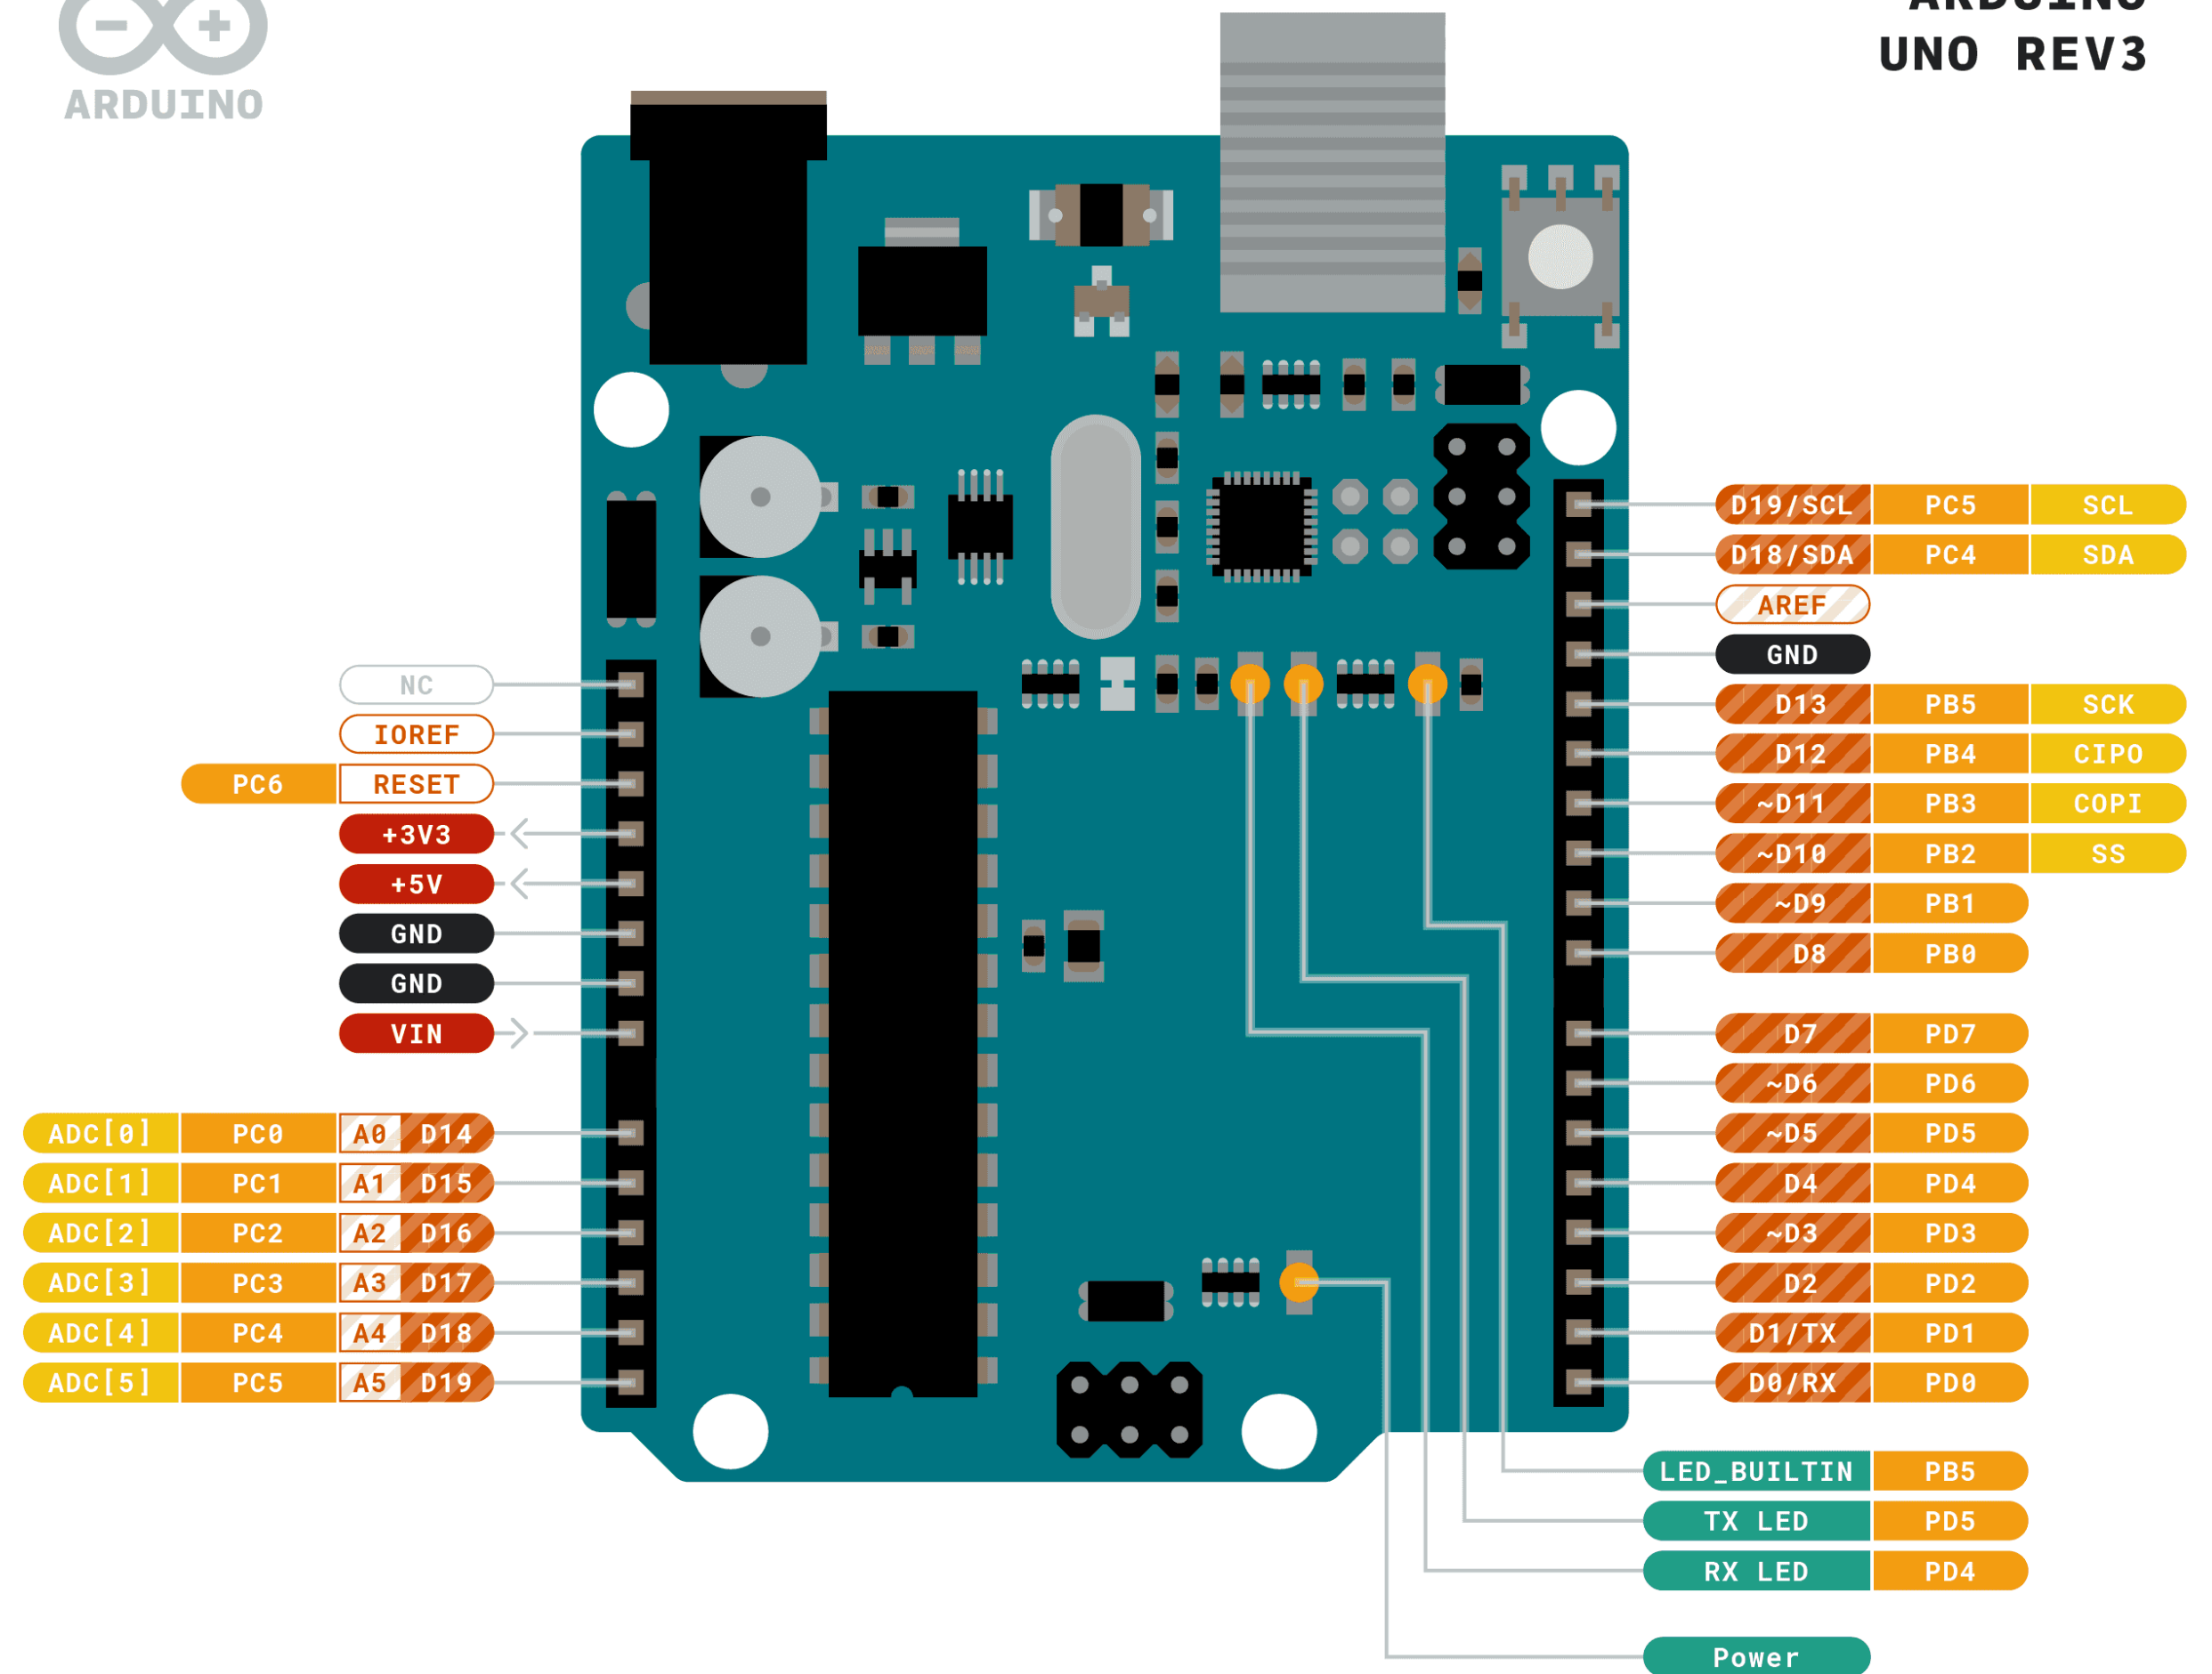 ARDUINO
UNO REV3
ARDUINO
NC
IOREF
PC6 RESET
+3V3
+5V
GND
GND
VIN
ADC[0] PC0 A0 D14
ADC[1] PC1 A1 D15
ADC[2] PC2 A2 D16
ADC[3] PC3 A3 D17
ADC[4] PC4 A4 D18
ADC[5] PC5 A5 D19
D19/SCL PC5 SCL
D18/SDA PC4 SDA
AREF
GND
D13 PB5 SCK
D12 PB4 CIPO
~D11 PB3 COPI
~D10 PB2 SS
~D9 PB1
D8 PB0
D7 PD7
~D6 PD6
~D5 PD5
D4 PD4
~D3 PD3
D2 PD2
D1/TX PD1
D0/RX PD0
LED_BUILTIN PB5
TX LED PD5
RX LED PD4
Power